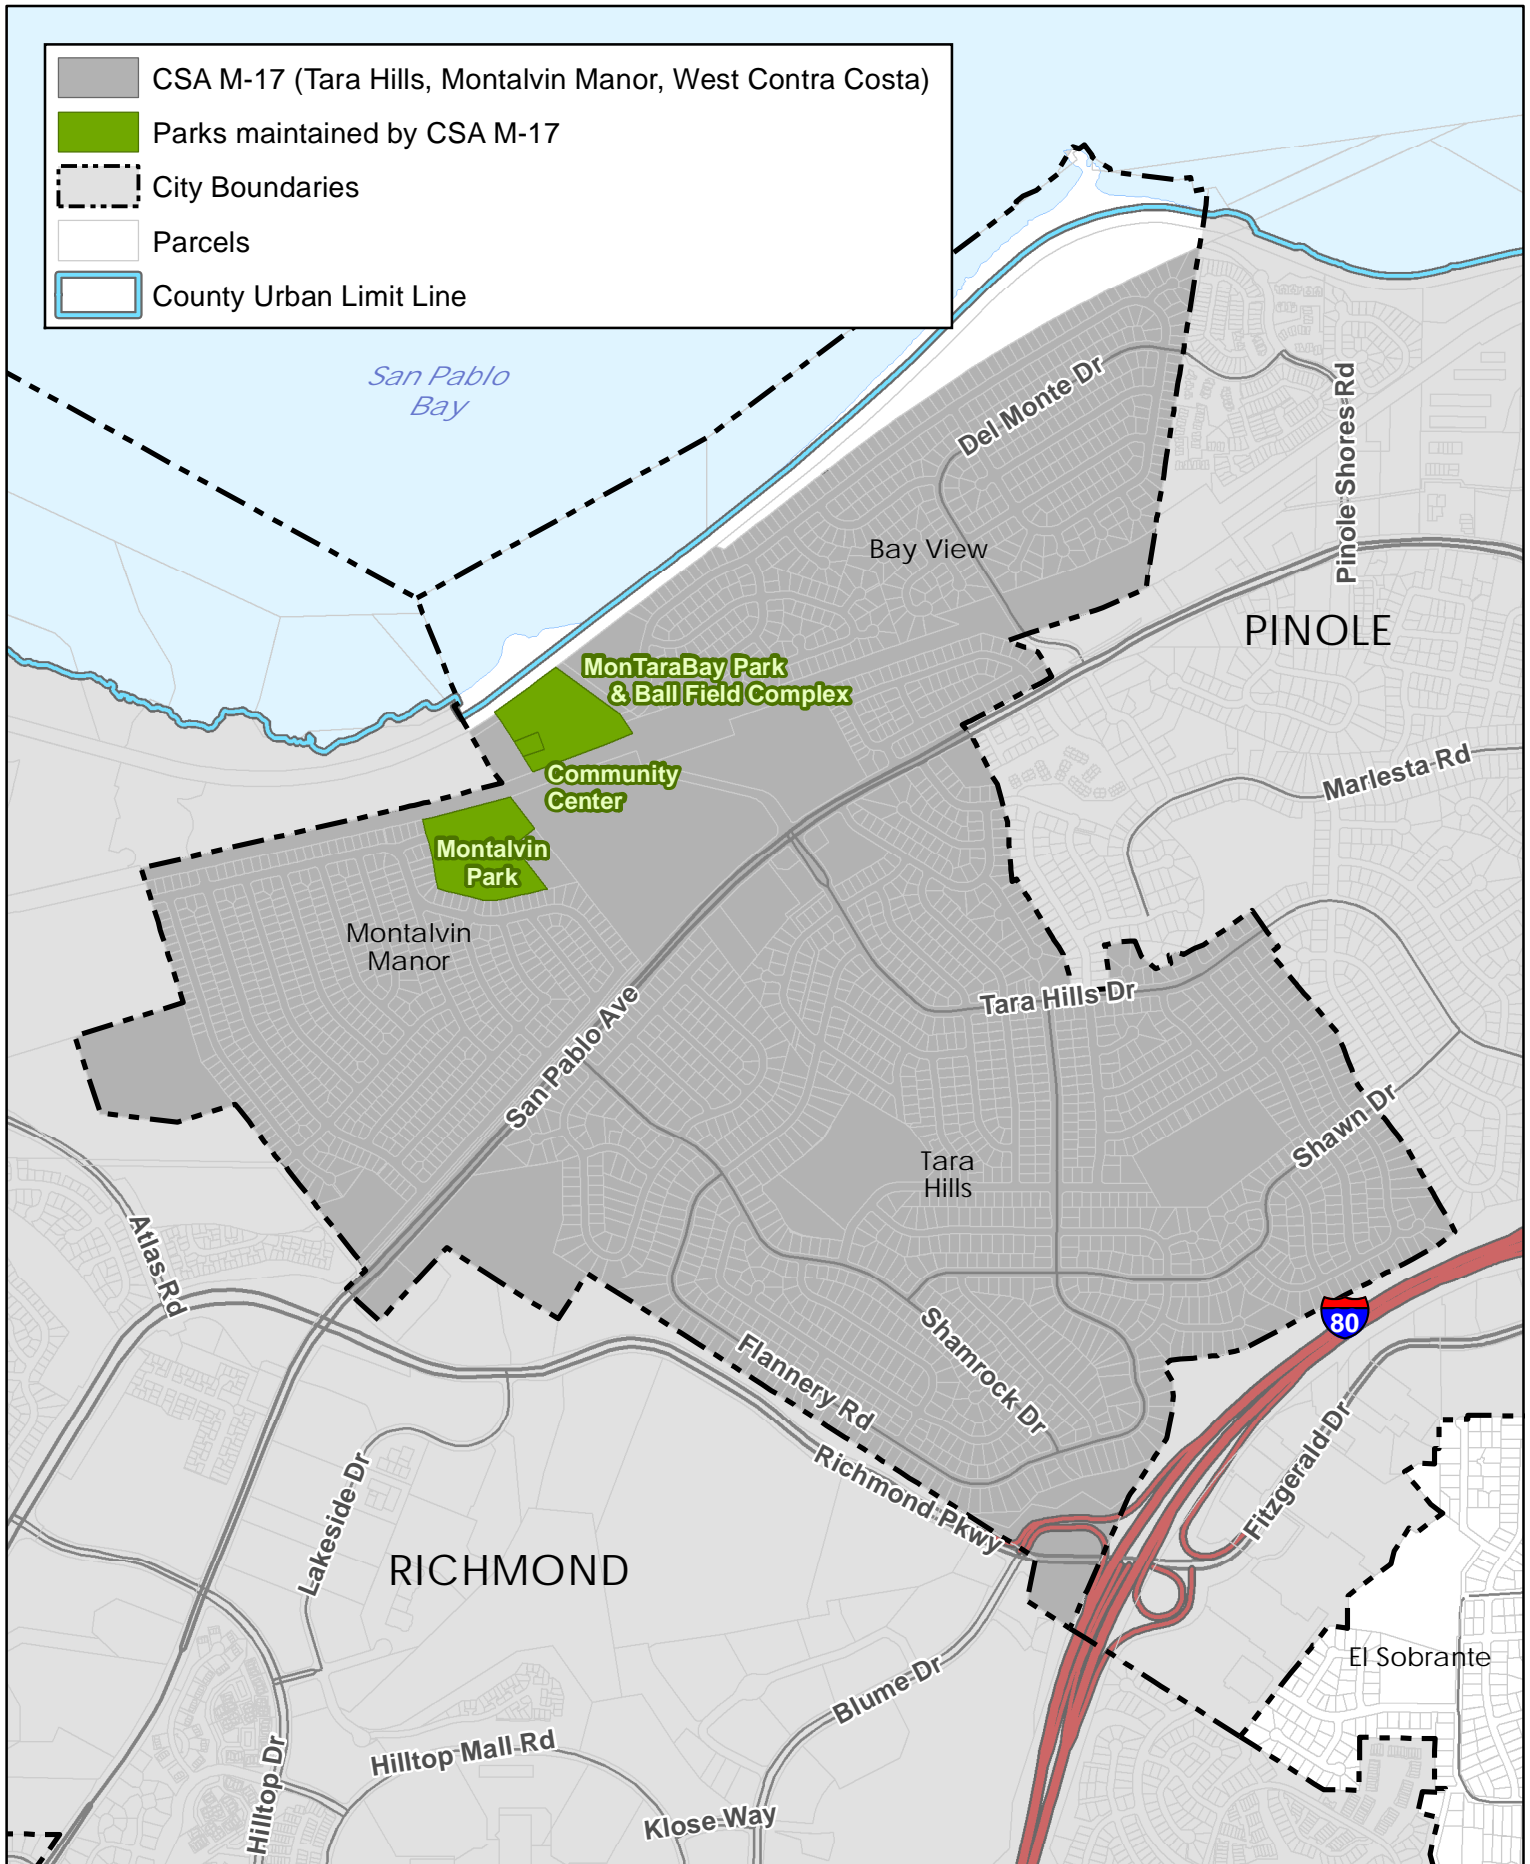 CSA M-17 (Tara Hills, Montalvin Manor, West Contra Costa)
Parks maintained by CSA M-17
City Boundaries
Parcels
County Urban Limit Line
San Pablo
Bay
Del Monte Dr
Pinole Shores Rd
Bay View
PINOLE
MonTaraBay Park
& Ball Field Complex
Community
Center
Marlesta Rd
Montalvin
Park
Montalvin
Manor
Tara Hills Dr
San Pablo Ave
Shawn Dr
Tara
Hills
Atlas Rd
80
Shamrock Dr
Flannery Rd
Fitzgerald Dr
Richmond Pkwy
Lakeside Dr
RICHMOND
El Sobrante
Blume Dr
Hilltop Mall Rd
Hilltop Dr
Klose Way